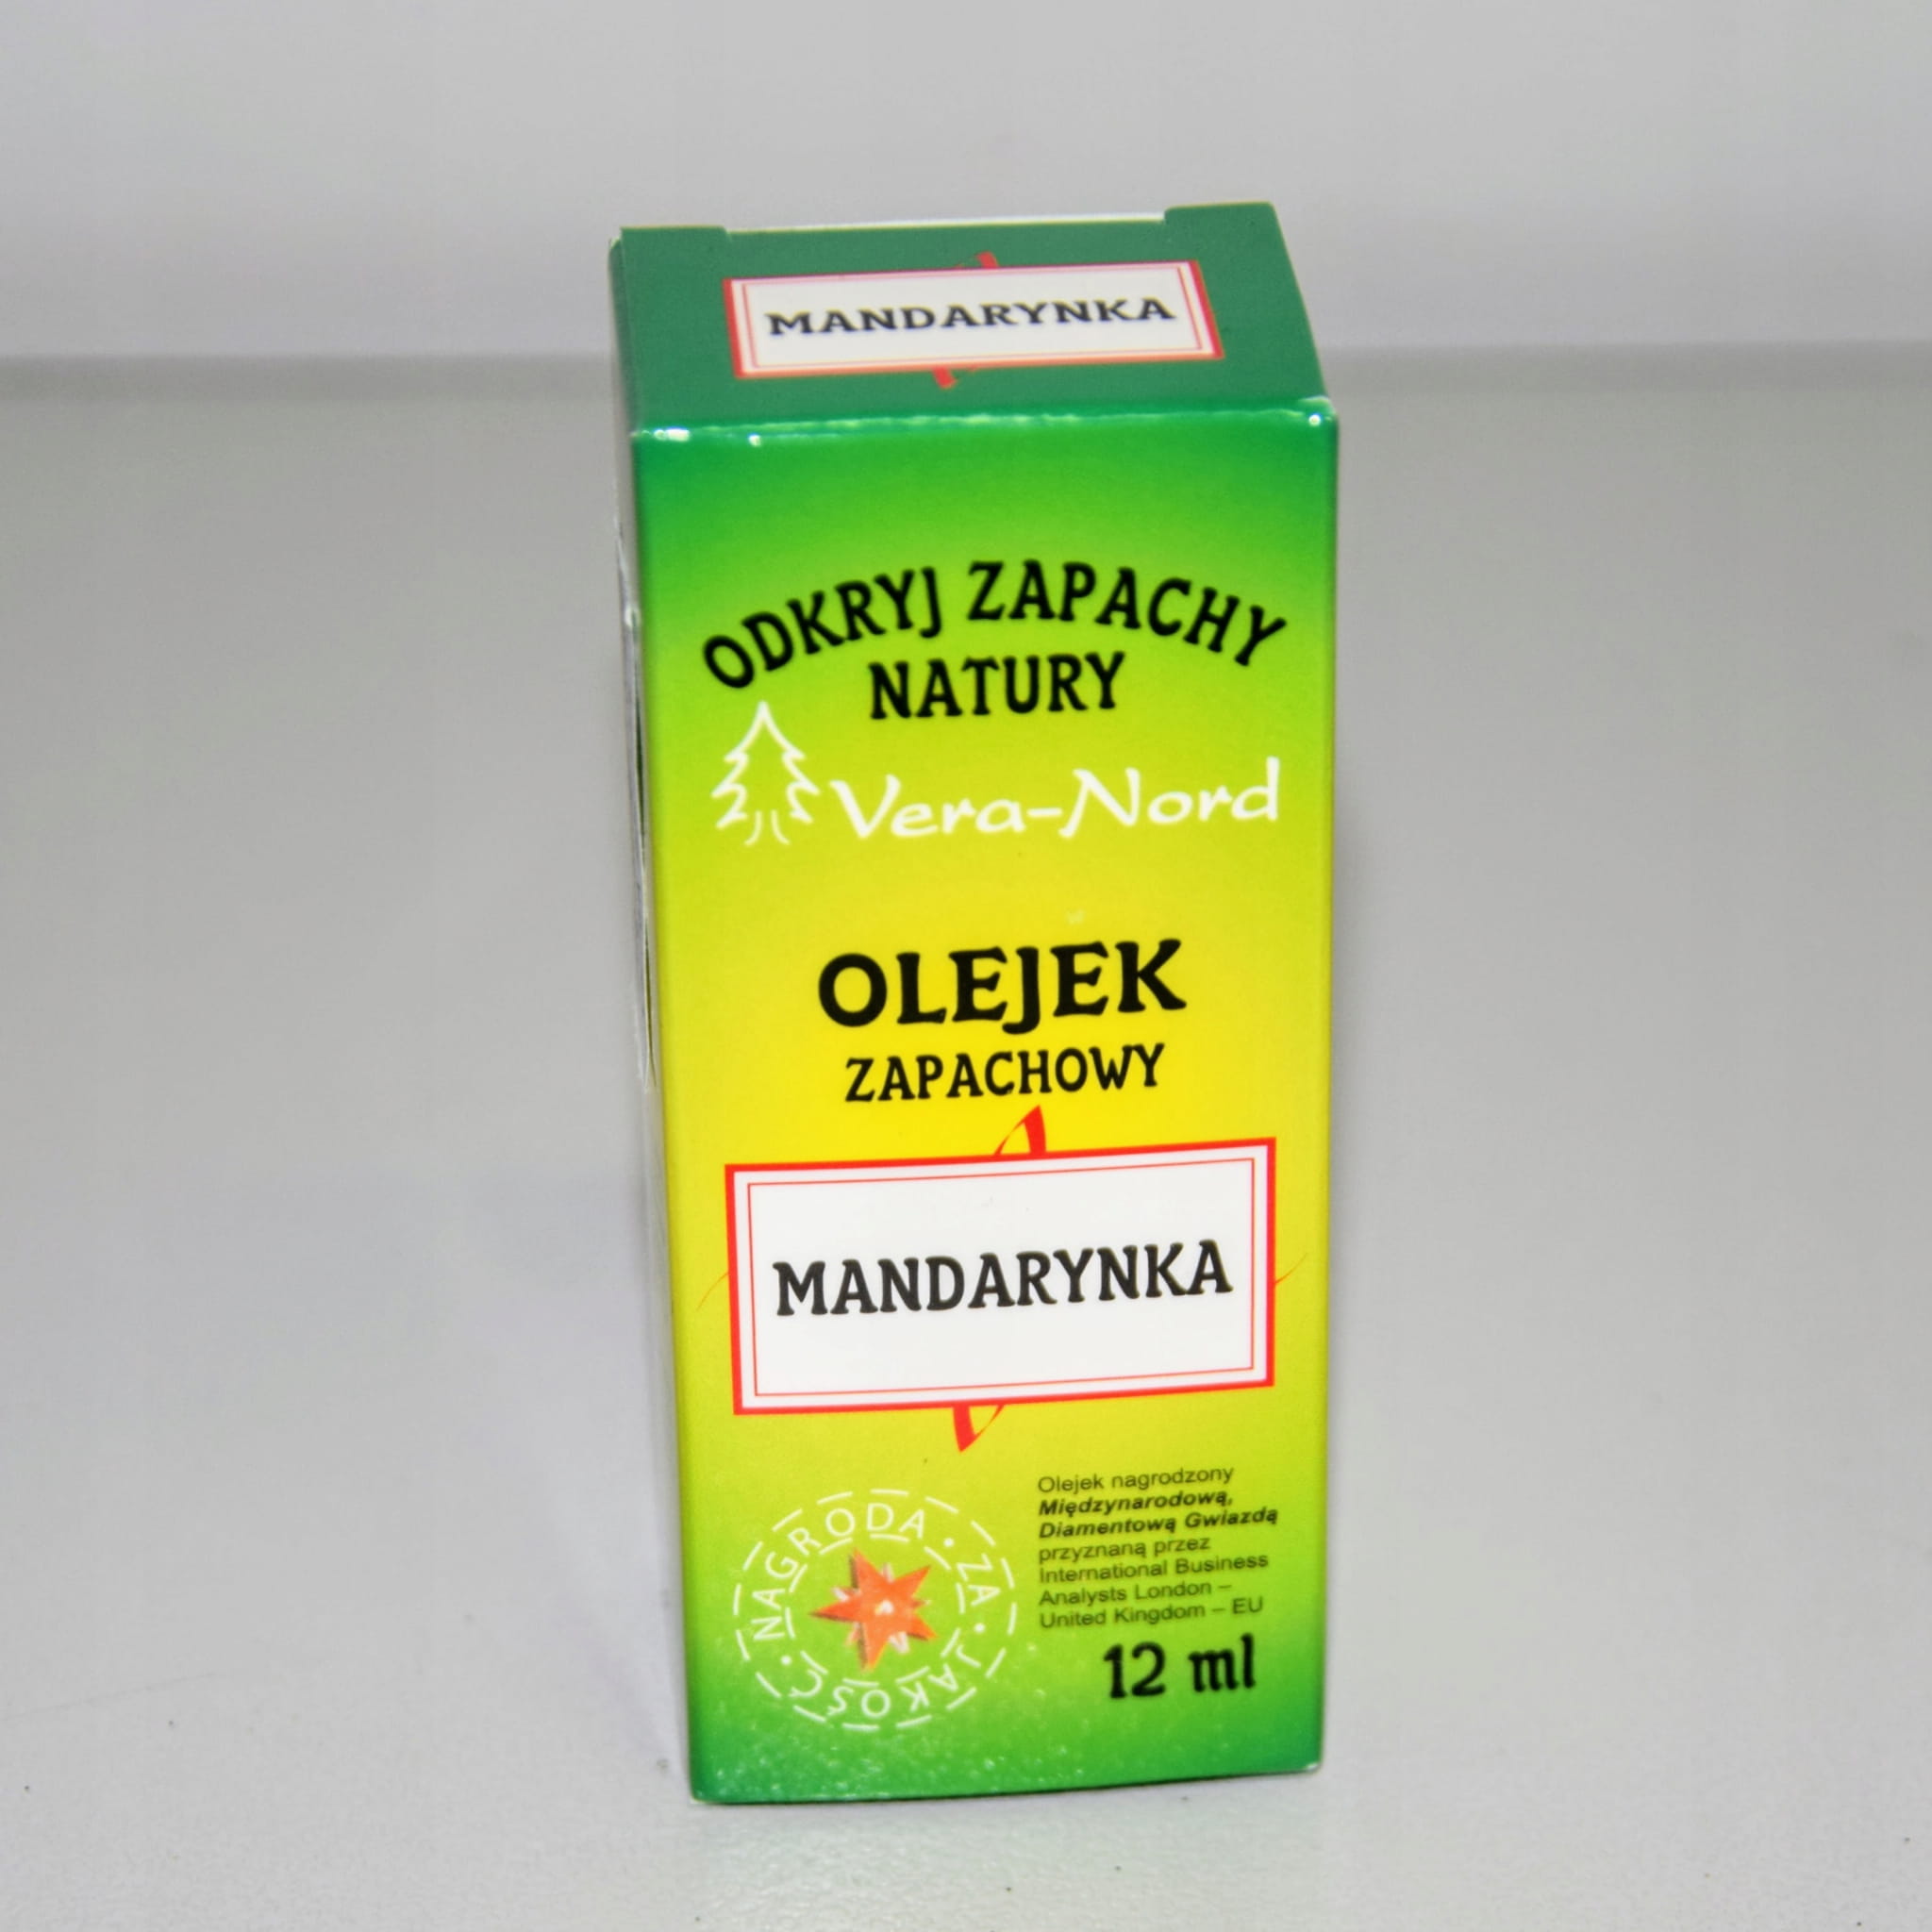 MANDARYNKA
ODKRYJ ZAPACHY
NATURY
Vera-Nord
OLEJEK
ZAPACHOWY
MANDARYNKA
NAGRODA · ZA · JAKOŚĆ ·
Olejek nagrodzony
Międzynarodową,
Diamentową Gwiazdą
przyznaną przez
International Business
Analysts London –
United Kingdom – EU
12 ml